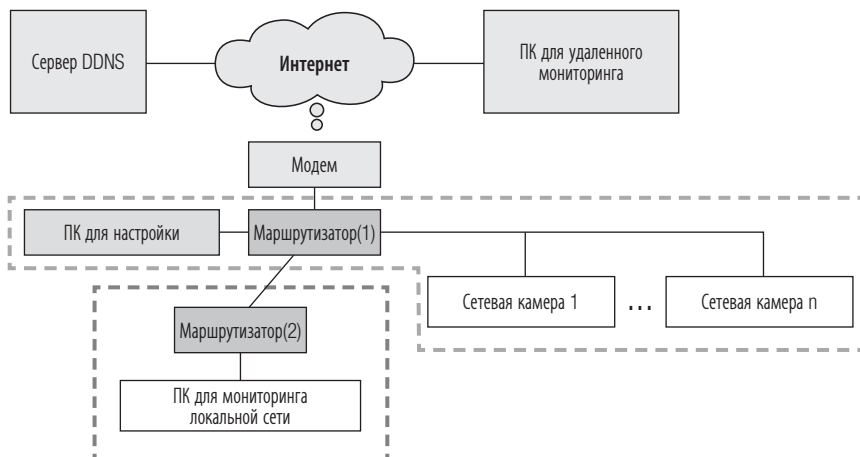 Сервер DDNS
Интернет
ПК для удаленного
мониторинга
Модем
ПК для настройки
Маршрутизатор(1)
Сетевая камера 1
...
Сетевая камера n
Маршрутизатор(2)
ПК для мониторинга
локальной сети